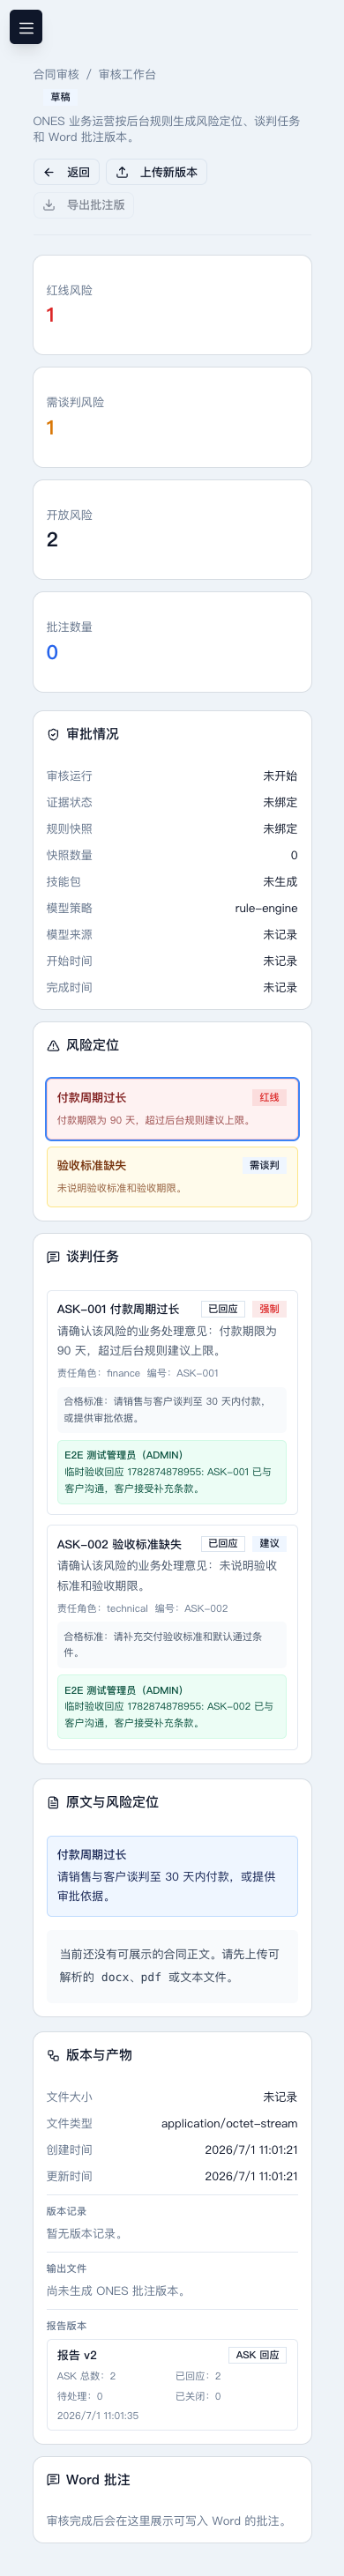 合同审核 / 审核工作台
草稿
ONES 业务运营按后台规则生成风险定位、谈判任务
和 Word 批注版本。
返回 上传新版本
导出批注版
红线风险
1
需谈判风险
1
开放风险
2
批注数量
0
审批情况
审核运行 未开始
证据状态 未绑定
规则快照 未绑定
快照数量 0
技能包 未生成
模型策略 rule-engine
模型来源 未记录
开始时间 未记录
完成时间 未记录
风险定位
付款周期过长 红线
付款期限为 90 天，超过后台规则建议上限。
验收标准缺失 需谈判
未说明验收标准和验收期限。
谈判任务
ASK-001 付款周期过长 已回应 强制
请确认该风险的业务处理意见：付款期限为
90 天，超过后台规则建议上限。
责任角色：finance 编号：ASK-001
合格标准：请销售与客户谈判至 30 天内付款，
或提供审批依据。
E2E 测试管理员（ADMIN）
临时验收回应 1782874878955: ASK-001 已与
客户沟通，客户接受补充条款。
ASK-002 验收标准缺失 已回应 建议
请确认该风险的业务处理意见：未说明验收
标准和验收期限。
责任角色：technical 编号：ASK-002
合格标准：请补充交付验收标准和默认通过条
件。
E2E 测试管理员（ADMIN）
临时验收回应 1782874878955: ASK-002 已与
客户沟通，客户接受补充条款。
原文与风险定位
付款周期过长
请销售与客户谈判至 30 天内付款，或提供
审批依据。
当前还没有可展示的合同正文。请先上传可
解析的 docx、pdf 或文本文件。
版本与产物
文件大小 未记录
文件类型 application/octet-stream
创建时间 2026/7/1 11:01:21
更新时间 2026/7/1 11:01:21
版本记录
暂无版本记录。
输出文件
尚未生成 ONES 批注版本。
报告版本
报告 v2 ASK 回应
ASK 总数：2 已回应：2
待处理：0 已关闭：0
2026/7/1 11:01:35
Word 批注
审核完成后会在这里展示可写入 Word 的批注。